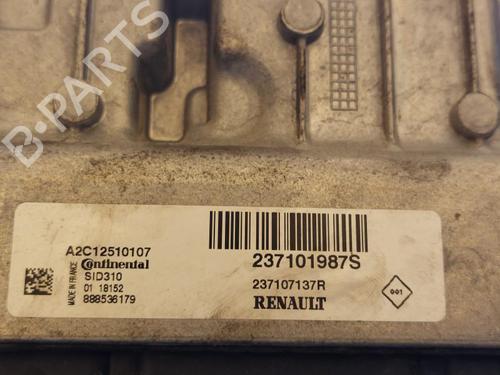 B-PARTS
A2C12510107
Continental
SID310
01 18152
888536179
MADE IN FRANCE
237101987S
237107137R
RENAULT
001